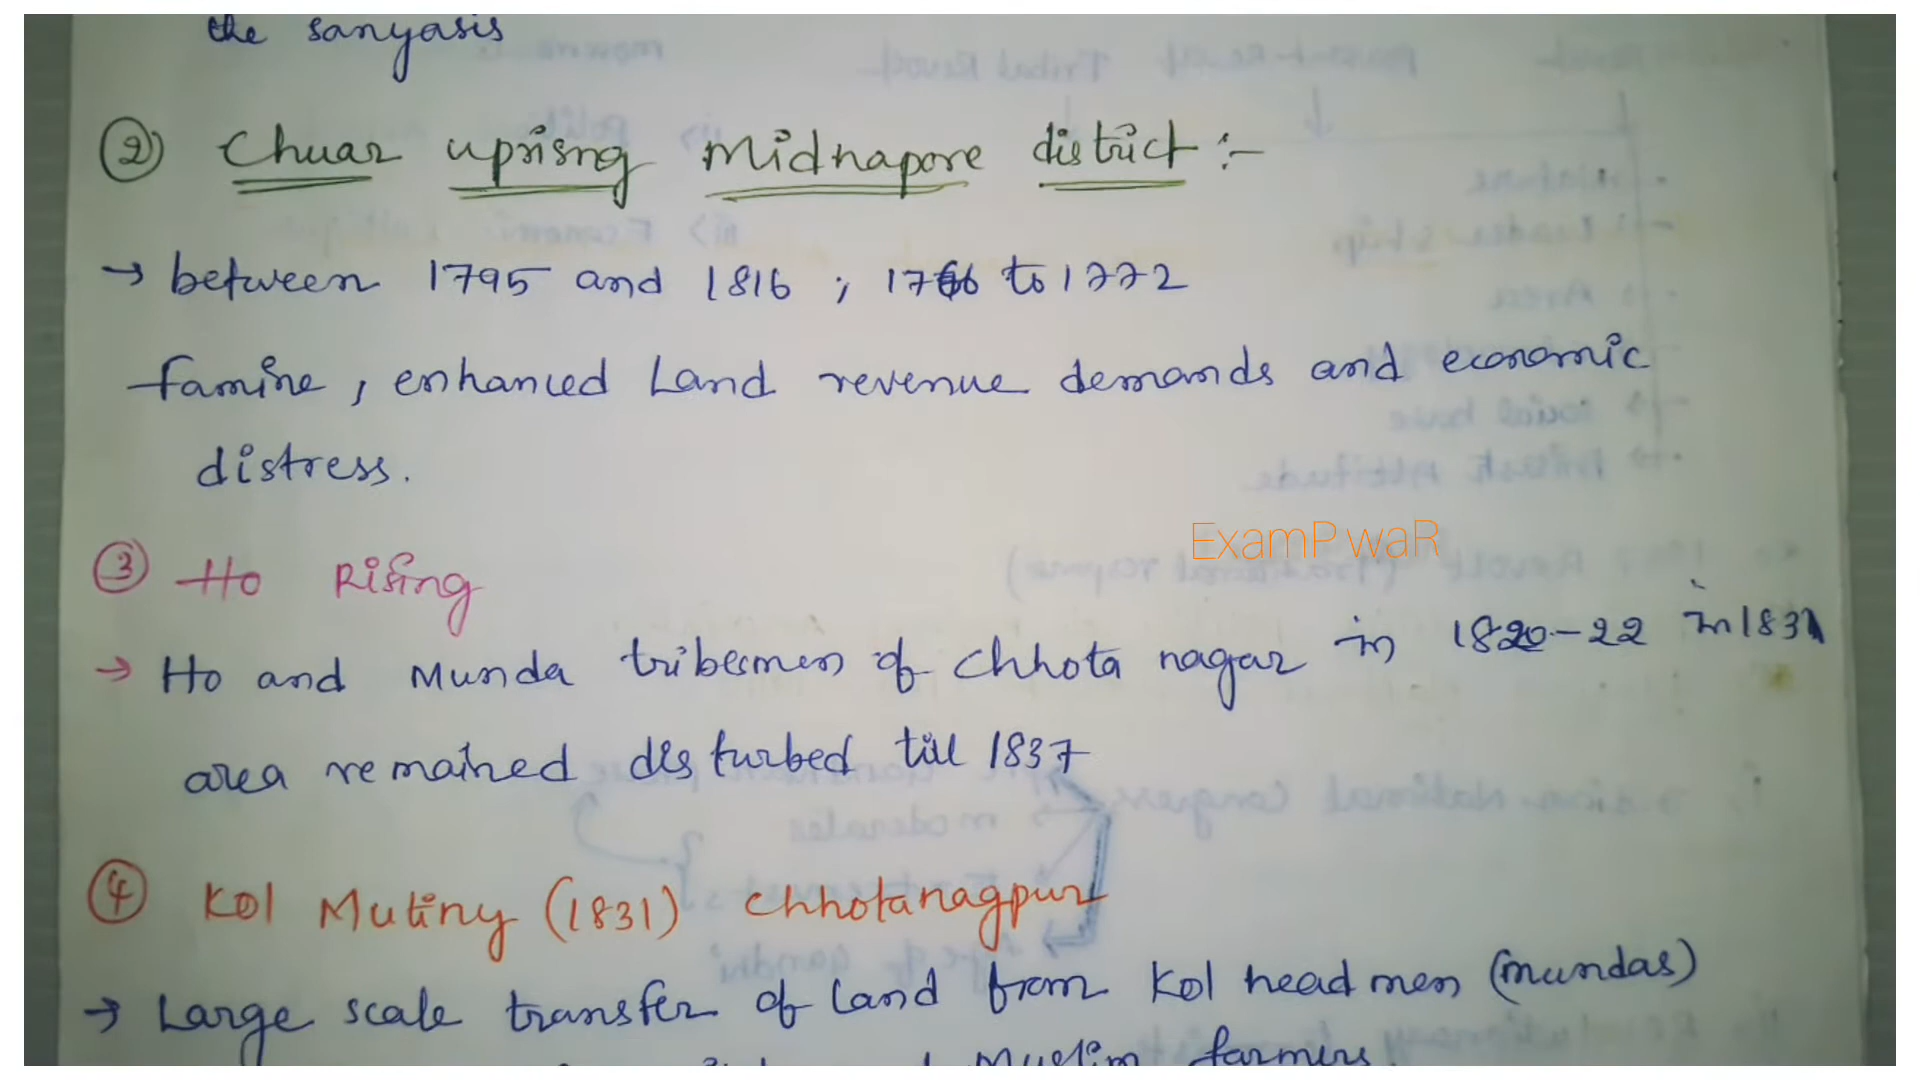 the sanyasis
② Chuar uprising Midnapore district :-
→ between 1795 and 1816 ; 1766 to 1772
famine , enhanced Land revenue demands and economic
distress .
ExamPwaR
③ Ho Rising
→ Ho and Munda tribesmen of Chhota nagar in 1820-22 in 1831
area remained disturbed till 1837
④ Kol Mutiny (1831) Chhotanagpur
→ Large scale transfer of Land from Kol head men (mundas)
Muslim farmers.